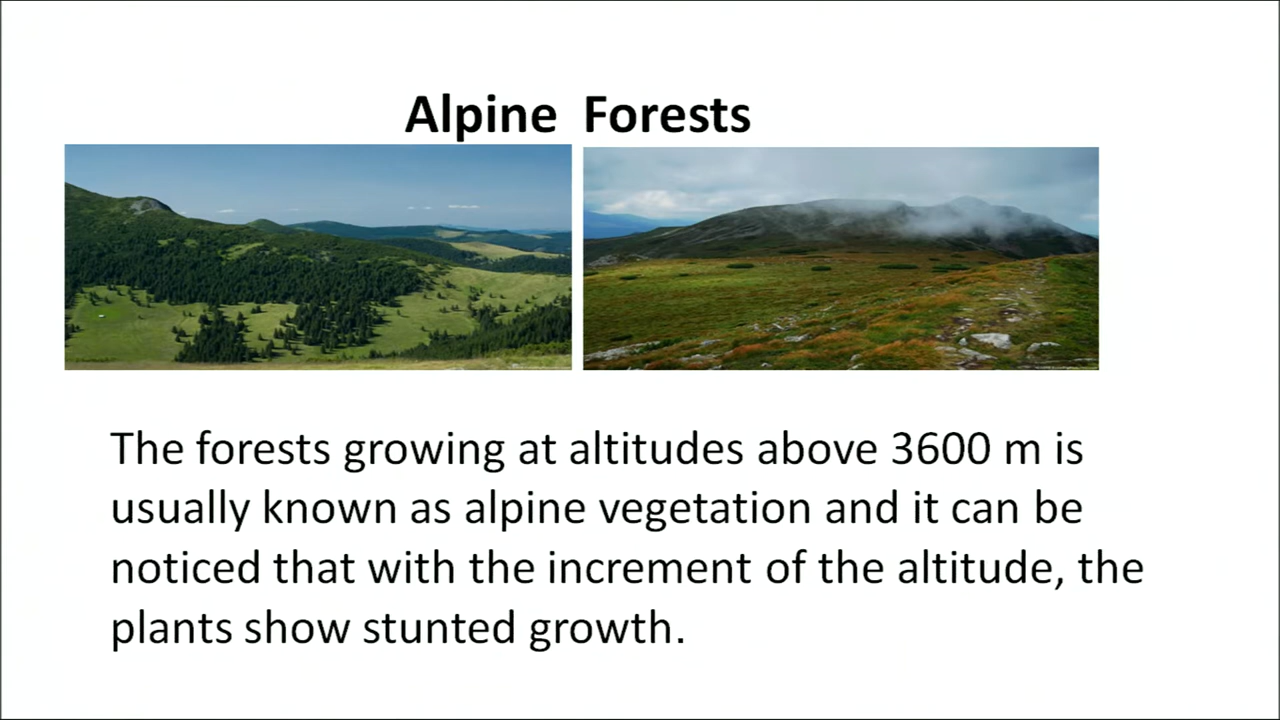 Alpine Forests
The forests growing at altitudes above 3600 m is
usually known as alpine vegetation and it can be
noticed that with the increment of the altitude, the
plants show stunted growth.